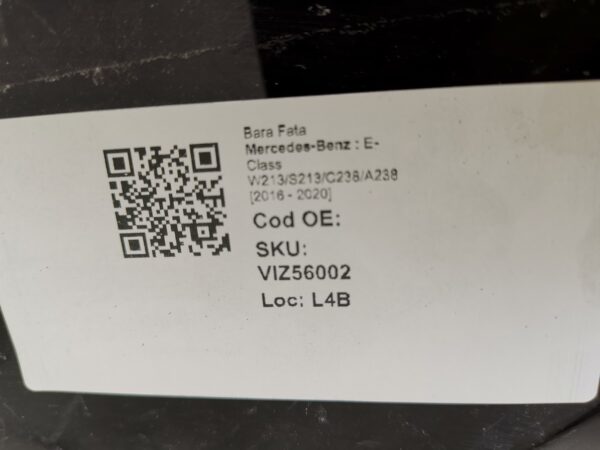 Bara Fata
Mercedes-Benz : E-
Class
W213/S213/C238/A238
[2016 - 2020]
Cod OE:
SKU:
VIZ56002
Loc: L4B